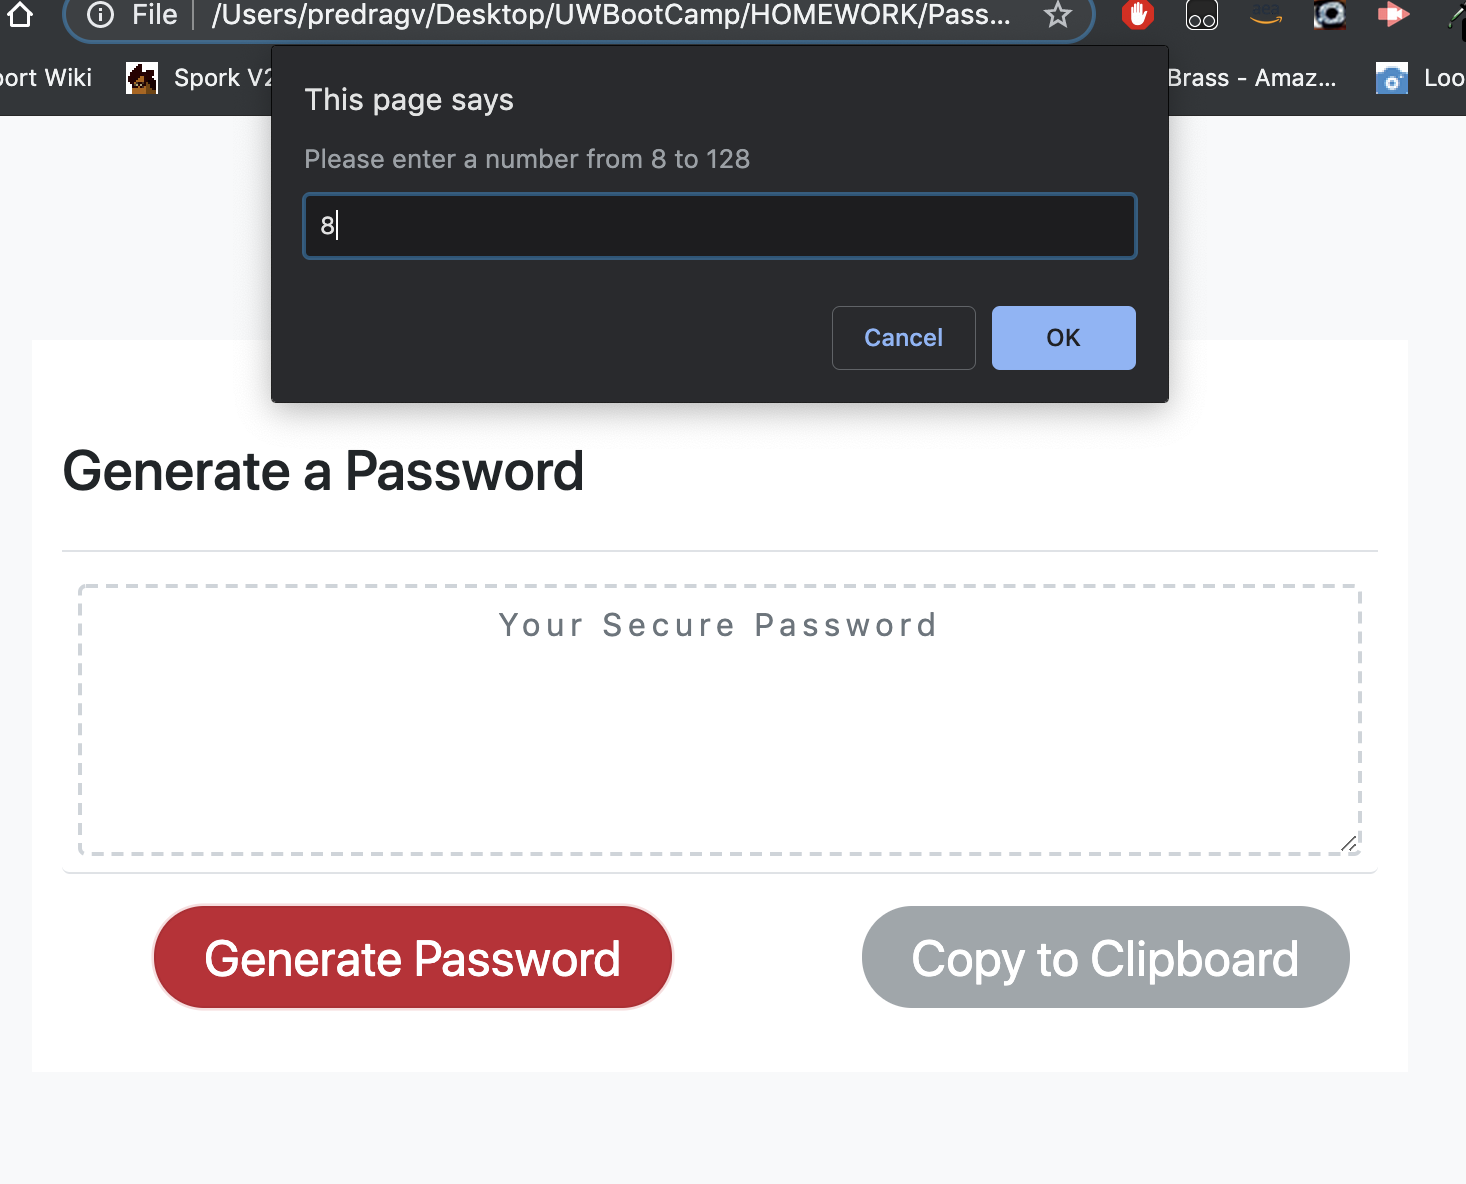 File /Users/predragv/Desktop/UWBootCamp/HOMEWORK/Pass...
ort Wiki Spork V2 Brass - Amaz... Loo
This page says
Please enter a number from 8 to 128
8
Cancel OK
Generate a Password
Your Secure Password
Generate Password Copy to Clipboard